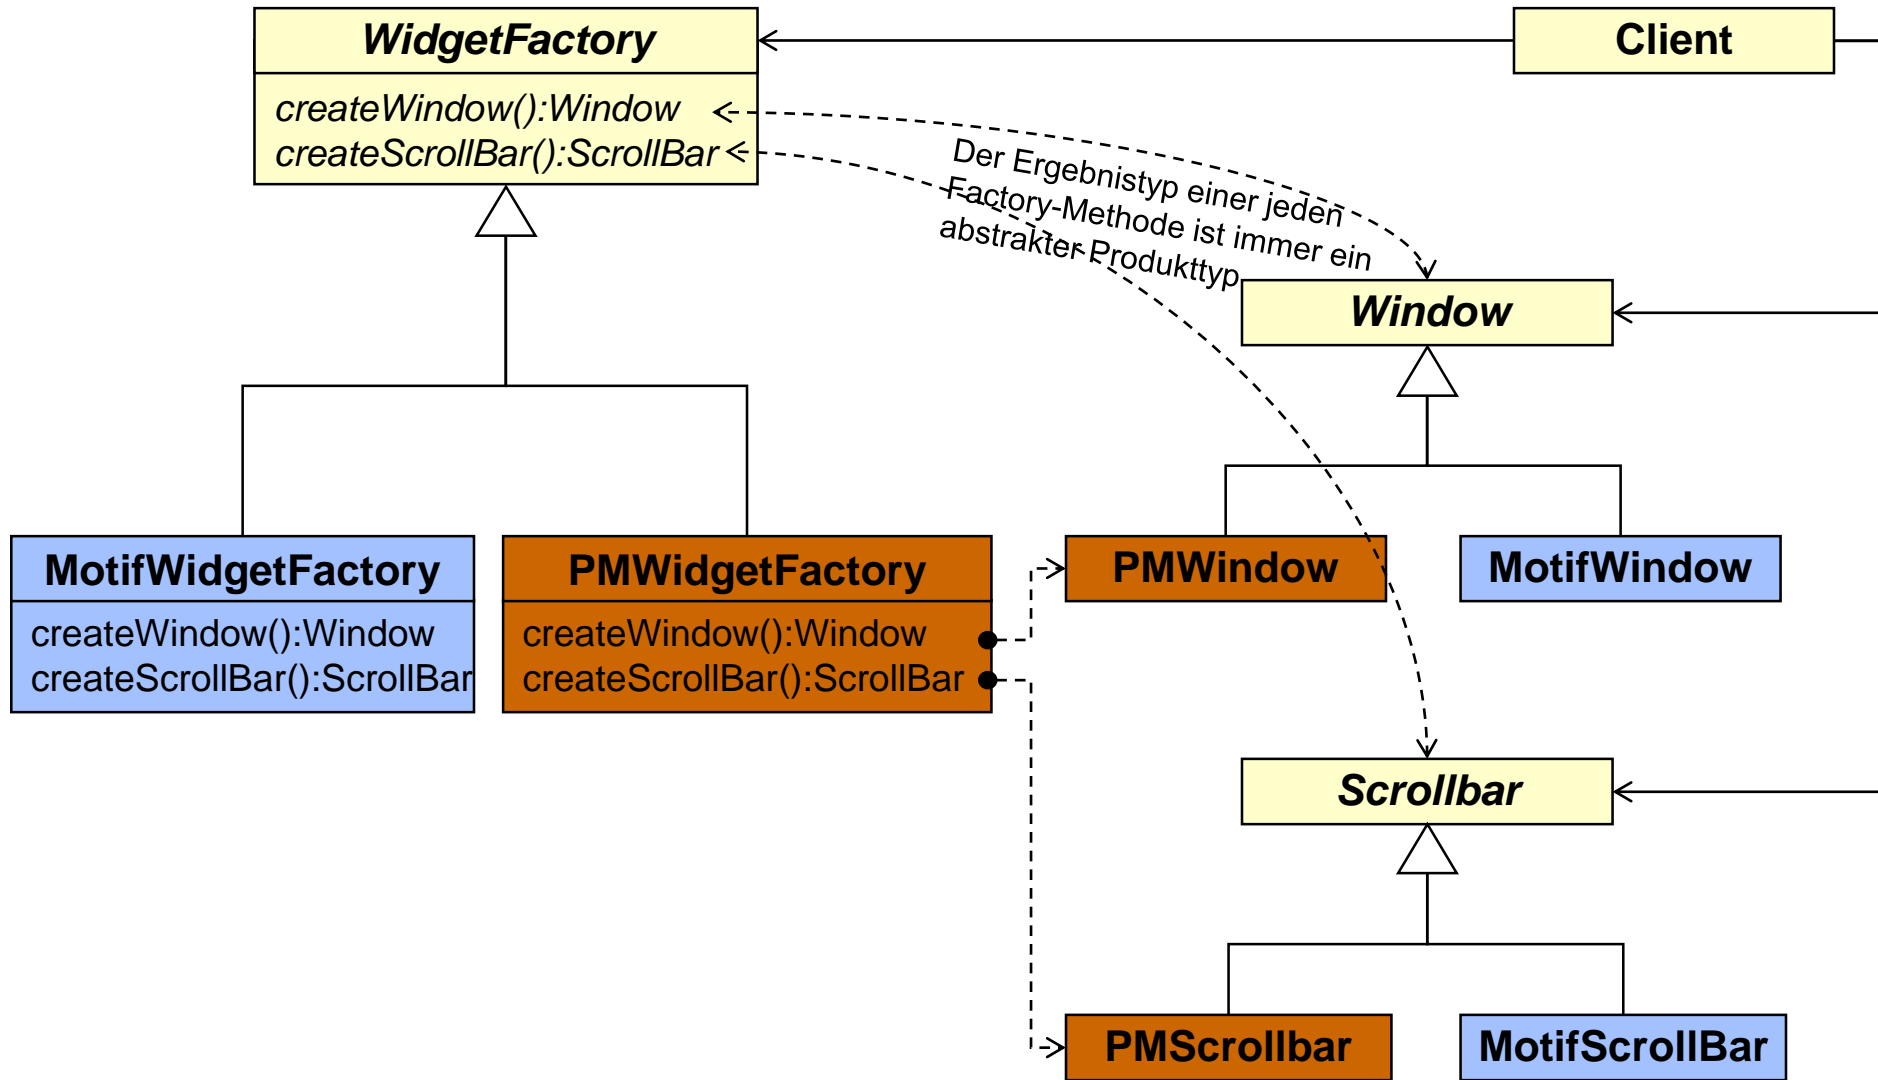 WidgetFactory
createWindow():Window
createScrollBar():ScrollBar
Client
Der Ergebnistyp einer jeden
Factory-Methode ist immer ein
abstrakter Produkttyp
Window
MotifWidgetFactory
createWindow():Window
createScrollBar():ScrollBar
PMWidgetFactory
createWindow():Window
createScrollBar():ScrollBar
PMWindow
MotifWindow
Scrollbar
PMScrollbar
MotifScrollBar